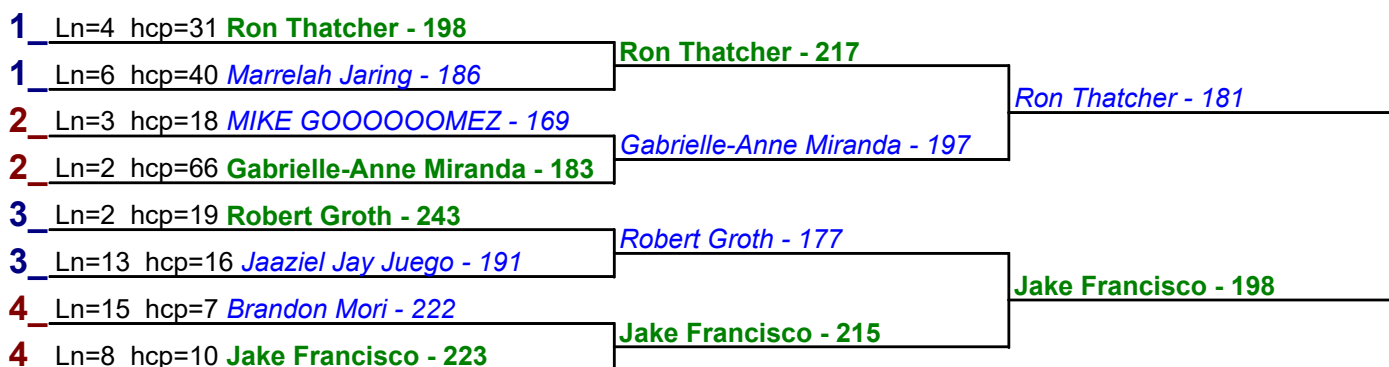 1_ Ln=4 hcp=31 Ron Thatcher - 198
Ron Thatcher - 217
1_ Ln=6 hcp=40 Marrelah Jaring - 186
Ron Thatcher - 181
2_ Ln=3 hcp=18 MIKE GOOOOOOMEZ - 169
Gabrielle-Anne Miranda - 197
2_ Ln=2 hcp=66 Gabrielle-Anne Miranda - 183
3_ Ln=2 hcp=19 Robert Groth - 243
Robert Groth - 177
3_ Ln=13 hcp=16 Jaaziel Jay Juego - 191
Jake Francisco - 198
4_ Ln=15 hcp=7 Brandon Mori - 222
Jake Francisco - 215
4 Ln=8 hcp=10 Jake Francisco - 223